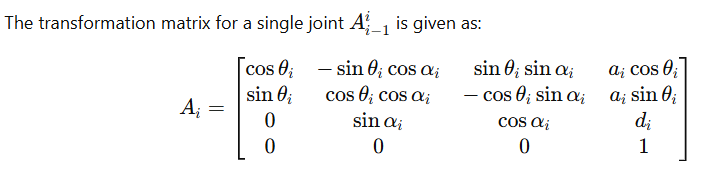 The transformation matrix for a single joint $A_{i-1}^{i}$ is given as:
$A_i = \begin{bmatrix} \cos\theta_i & -\sin\theta_i \cos\alpha_i & \sin\theta_i \sin\alpha_i & a_i \cos\theta_i \\ \sin\theta_i & \cos\theta_i \cos\alpha_i & -\cos\theta_i \sin\alpha_i & a_i \sin\theta_i \\ 0 & \sin\alpha_i & \cos\alpha_i & d_i \\ 0 & 0 & 0 & 1 \end{bmatrix}$